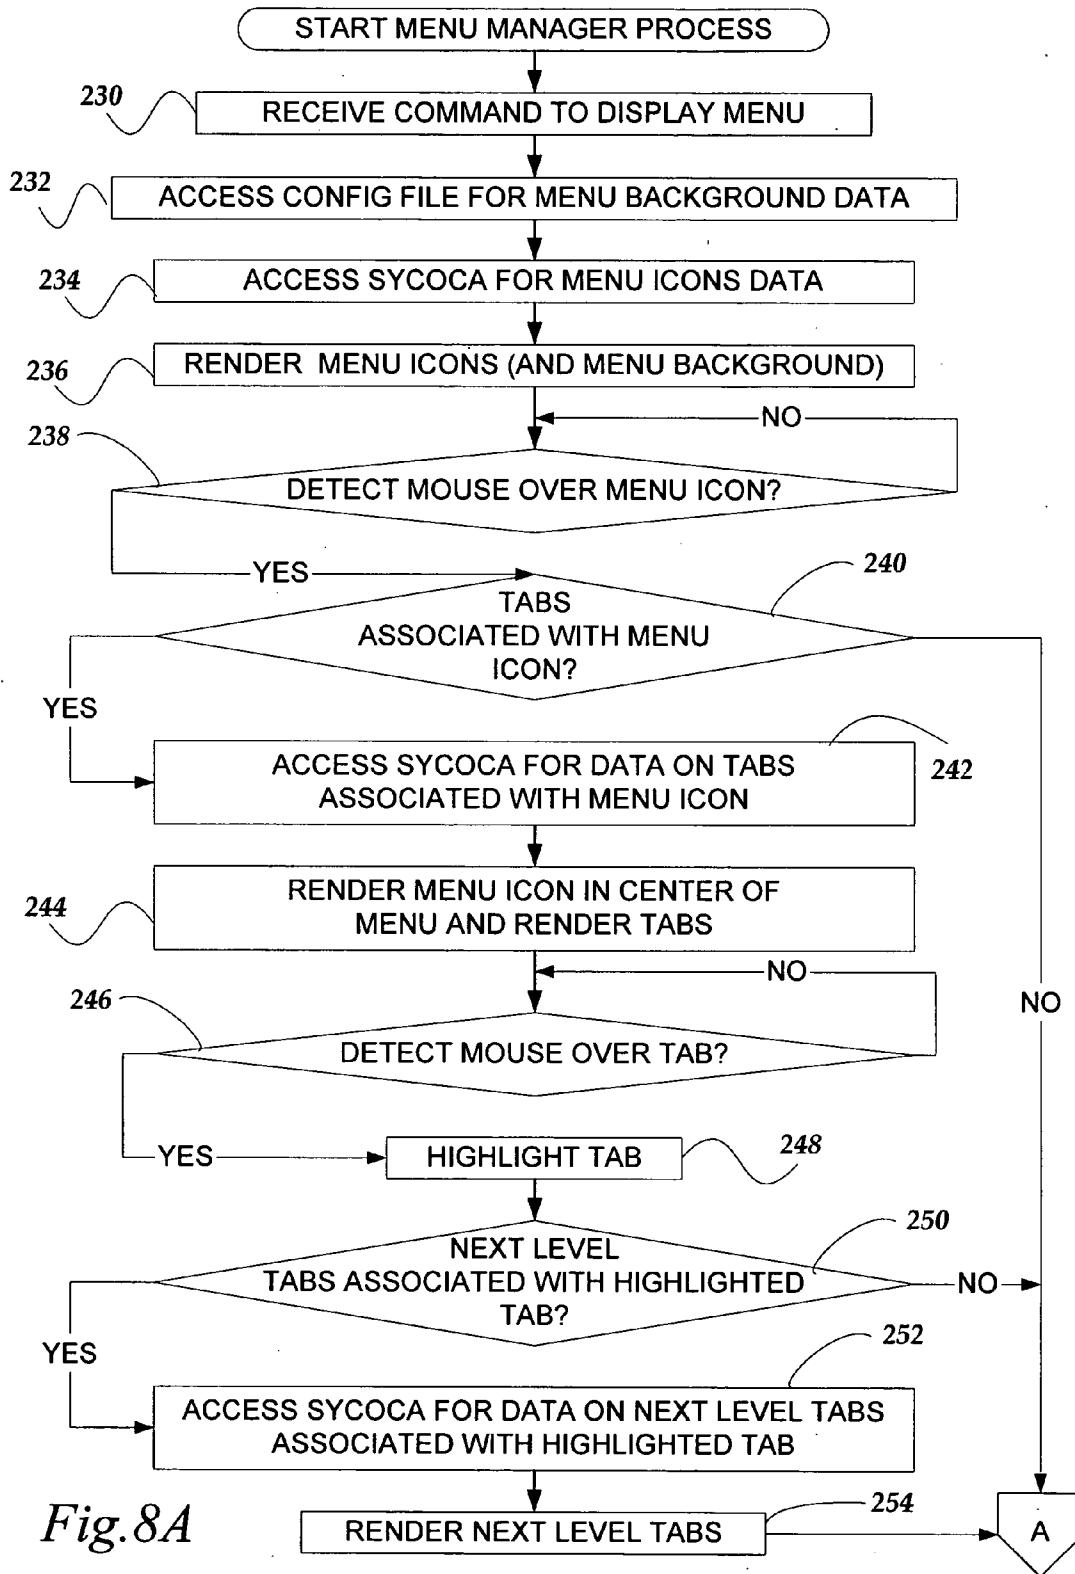 START MENU MANAGER PROCESS
230
RECEIVE COMMAND TO DISPLAY MENU
232
ACCESS CONFIG FILE FOR MENU BACKGROUND DATA
234
ACCESS SYCOCA FOR MENU ICONS DATA
236
RENDER MENU ICONS (AND MENU BACKGROUND)
NO
238
DETECT MOUSE OVER MENU ICON?
YES
240
TABS
ASSOCIATED WITH MENU
ICON?
YES
ACCESS SYCOCA FOR DATA ON TABS
ASSOCIATED WITH MENU ICON
242
RENDER MENU ICON IN CENTER OF
MENU AND RENDER TABS
244
NO
246
NO
DETECT MOUSE OVER TAB?
YES
HIGHLIGHT TAB
248
250
NEXT LEVEL
TABS ASSOCIATED WITH HIGHLIGHTED
TAB?
NO
YES
252
ACCESS SYCOCA FOR DATA ON NEXT LEVEL TABS
ASSOCIATED WITH HIGHLIGHTED TAB
254
RENDER NEXT LEVEL TABS
A
Fig.8A